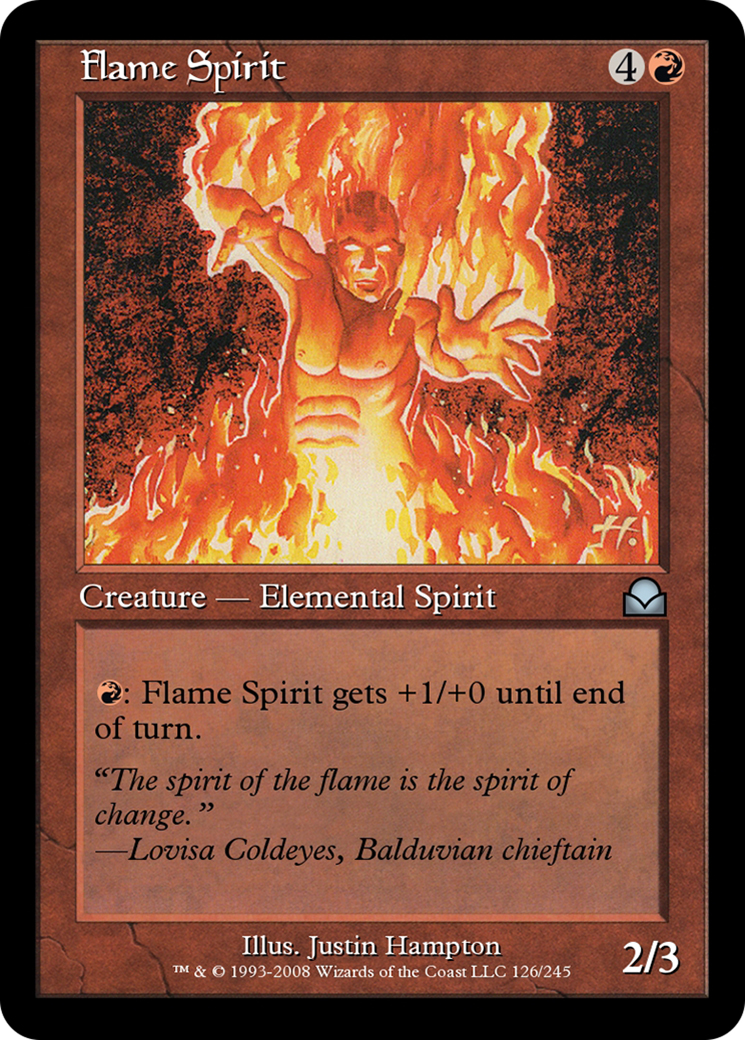 Flame Spirit 4
Creature — Elemental Spirit
: Flame Spirit gets +1/+0 until end
of turn.
“The spirit of the flame is the spirit of
change.”
—Lovisa Coldeyes, Balduvian chieftain
Illus. Justin Hampton
™ & © 1993-2008 Wizards of the Coast LLC 126/245
2/3